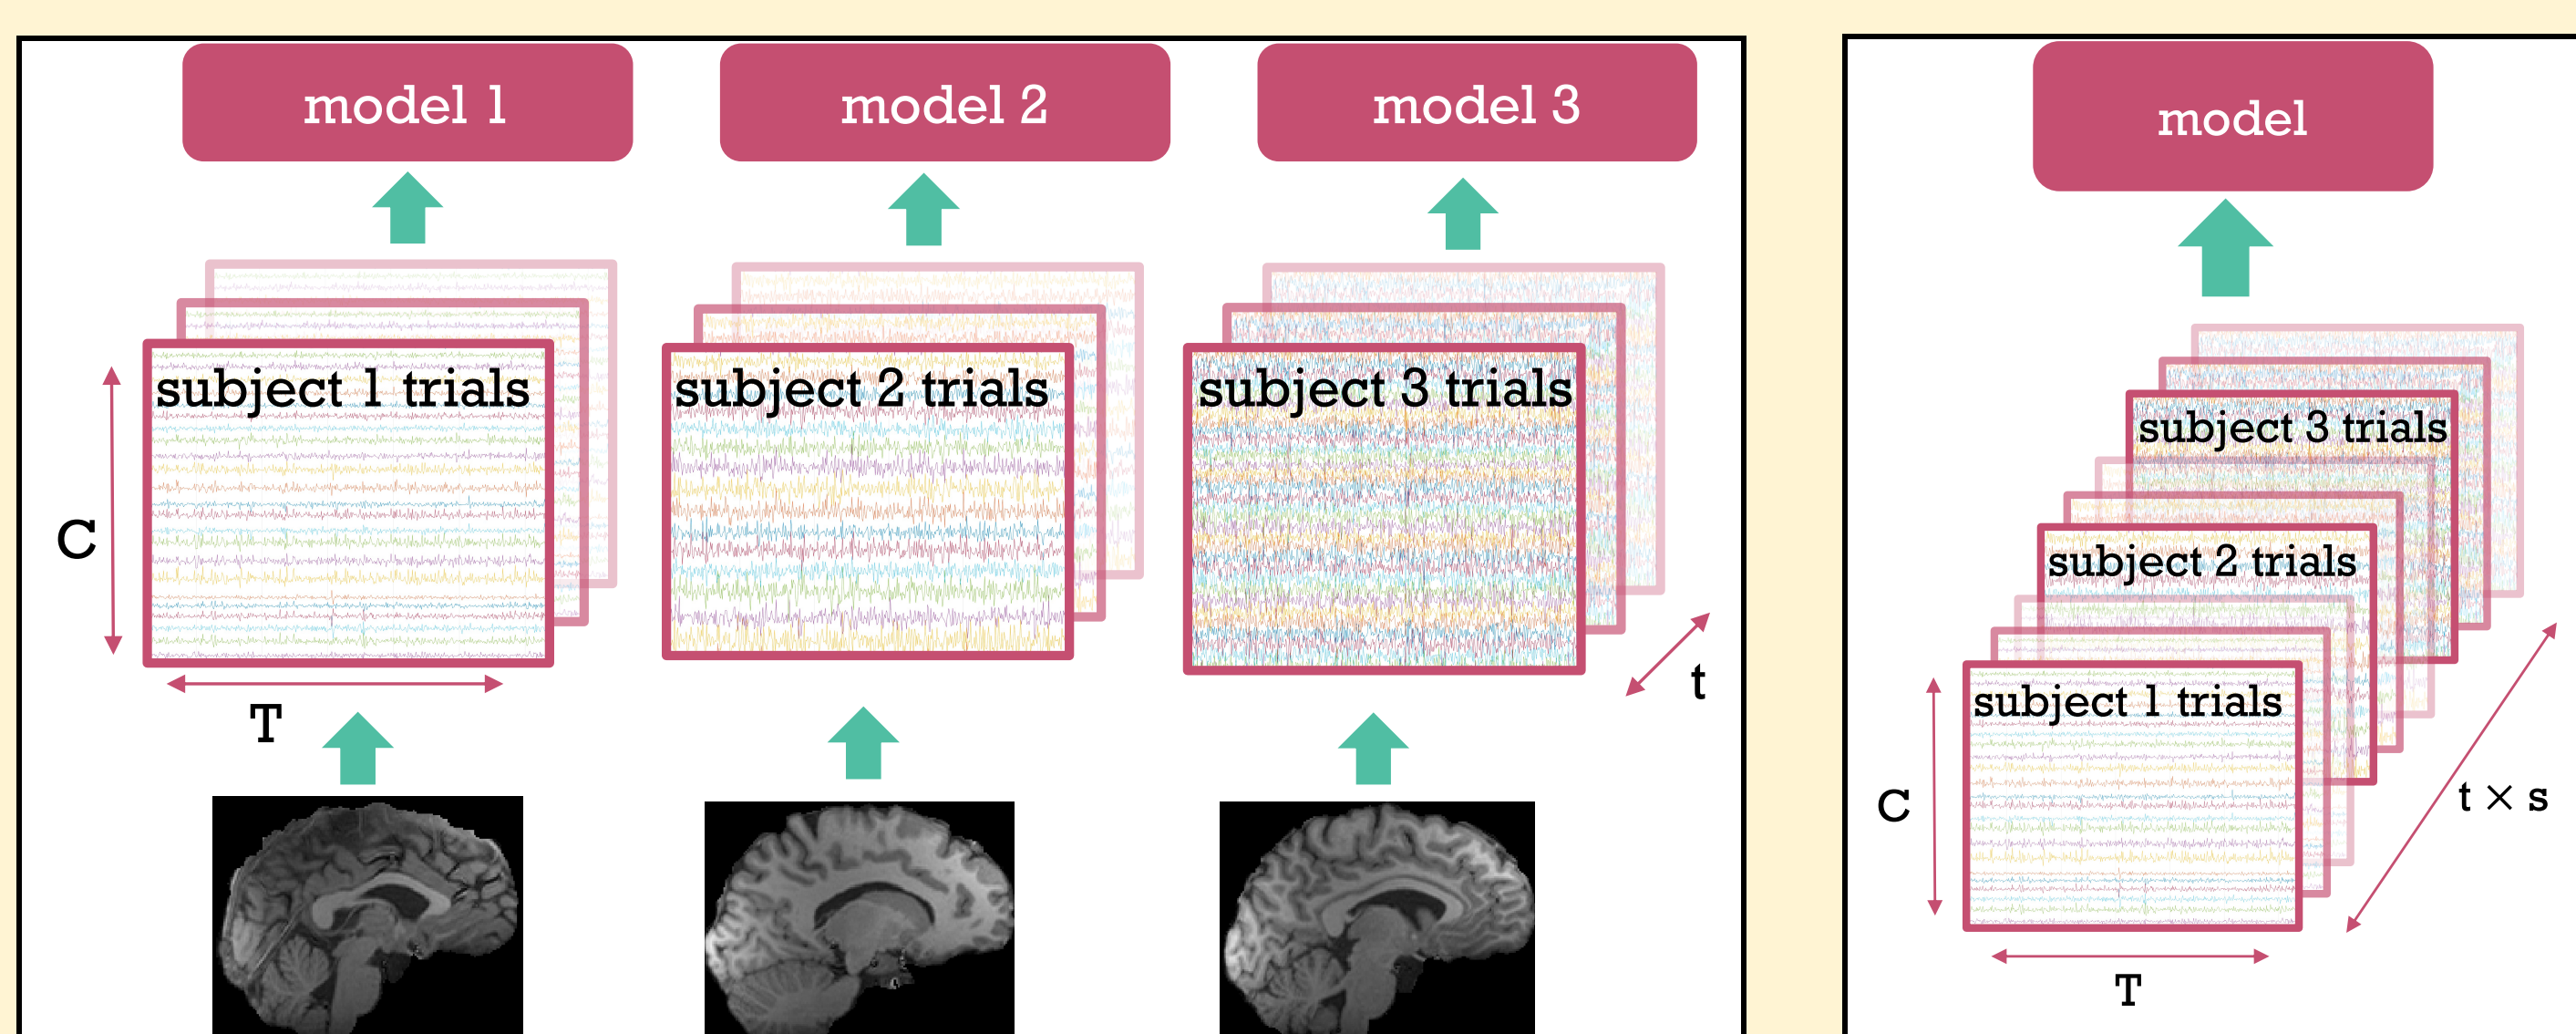 model 1
model 2
model 3
subject 1 trials
subject 2 trials
subject 3 trials
C
T
t
model
subject 3 trials
subject 2 trials
subject 1 trials
C
t × s
T